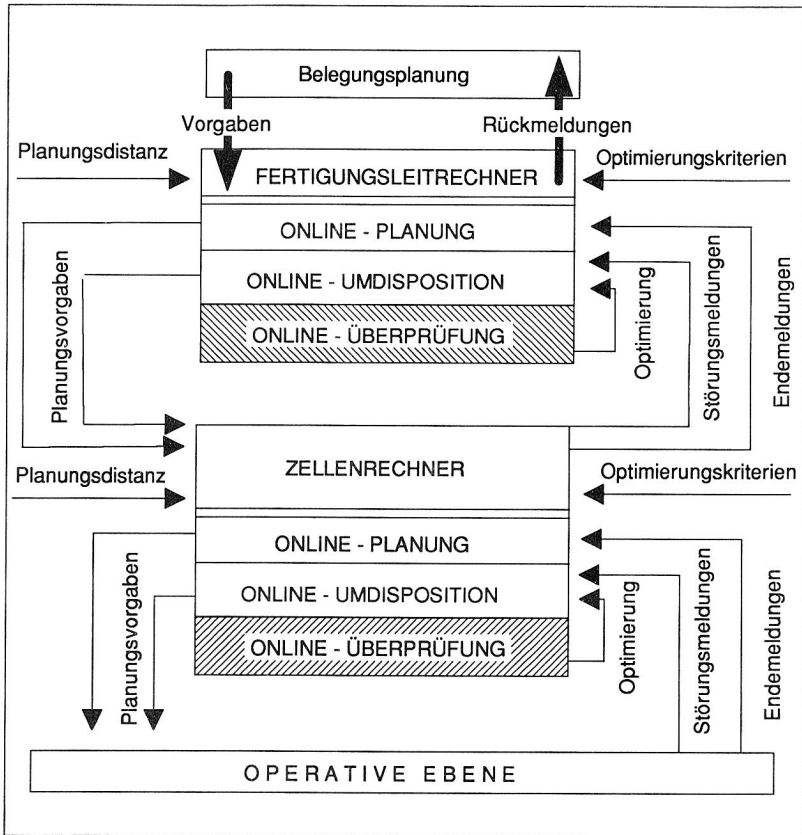 Belegungsplanung
Vorgaben
Rückmeldungen
Planungsdistanz
Optimierungskriterien
FERTIGUNGSLEITRECHNER
ONLINE - PLANUNG
ONLINE - UMDISPOSITION
ONLINE - ÜBERPRÜFUNG
Planungsvorgaben
Optimierung
Störungsmeldungen
Endemeldungen
ZELLENRECHNER
Planungsdistanz
Optimierungskriterien
ONLINE - PLANUNG
ONLINE - UMDISPOSITION
ONLINE - ÜBERPRÜFUNG
Planungsvorgaben
Optimierung
Störungsmeldungen
Endemeldungen
OPERATIVE EBENE